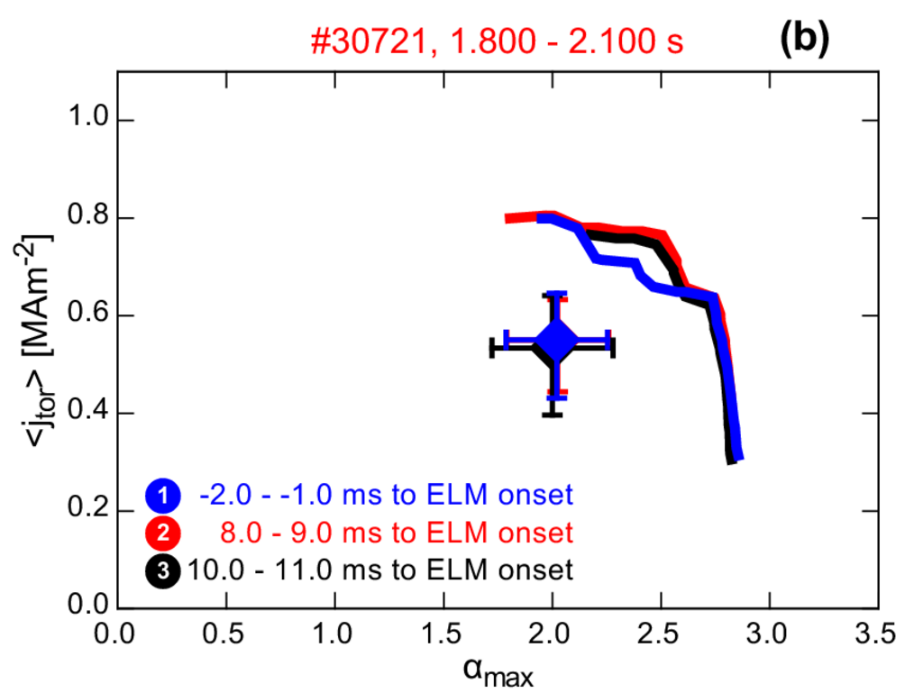 #30721, 1.800 - 2.100 s
(b)
1.0
0.8
0.6
0.4
0.2
0.0
<j_tor> [MAm^-2]
1 -2.0 - -1.0 ms to ELM onset
2 8.0 - 9.0 ms to ELM onset
3 10.0 - 11.0 ms to ELM onset
0.0 0.5 1.0 1.5 2.0 2.5 3.0 3.5
α_max